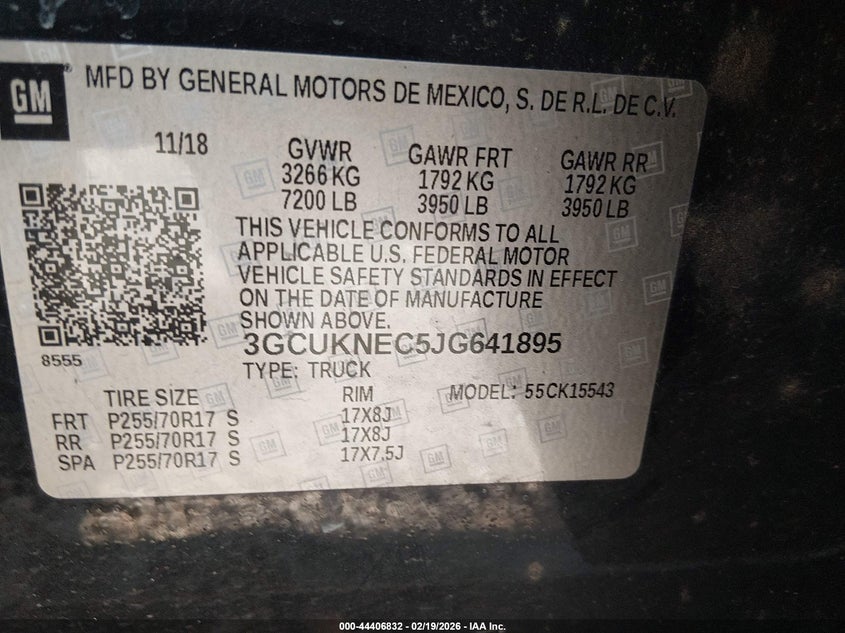 GM
MFD BY GENERAL MOTORS DE MEXICO, S. DE R.L. DE C.V.
11/18 GVWR GAWR FRT GAWR RR
3266 KG 1792 KG 1792 KG
7200 LB 3950 LB 3950 LB
THIS VEHICLE CONFORMS TO ALL
APPLICABLE U.S. FEDERAL MOTOR
VEHICLE SAFETY STANDARDS IN EFFECT
ON THE DATE OF MANUFACTURE
SHOWN ABOVE.
8555
3GCUKNEC5JG641895
TYPE: TRUCK
TIRE SIZE RIM MODEL: 55CK15543
FRT P255/70R17 S 17X8J
RR P255/70R17 S 17X8J
SPA P255/70R17 S 17X7.5J
000-44406832 - 02/19/2026 - IAA Inc.